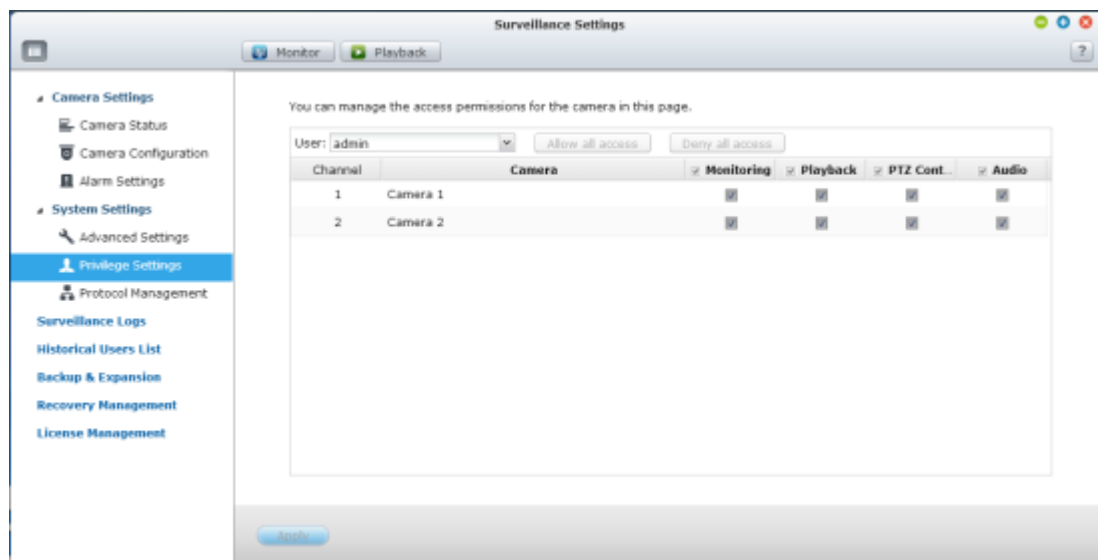 Surveillance Settings
Monitor Playback ?
Camera Settings
Camera Status
Camera Configuration
Alarm Settings
System Settings
Advanced Settings
Privilege Settings
Protocol Management
Surveillance Logs
Historical Users List
Backup & Expansion
Recovery Management
License Management
You can manage the access permissions for the camera in this page.
User: admin Allow all access Deny all access
Channel Camera Monitoring Playback PTZ Cont... Audio
1 Camera 1
2 Camera 2
Apply